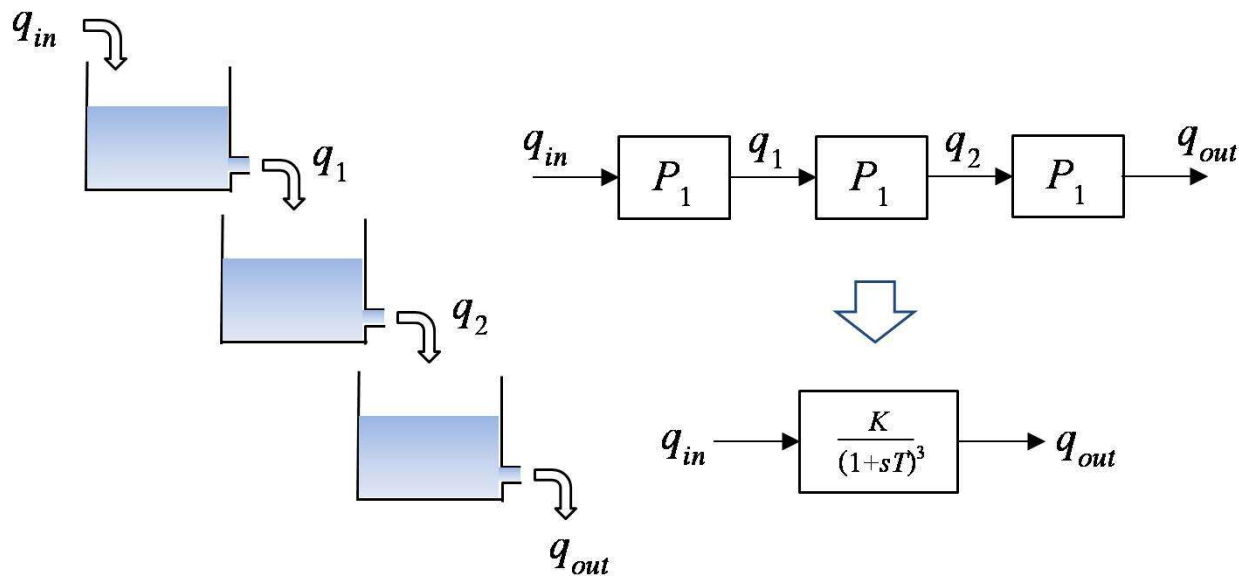 q_in
q_1
q_2
q_out
q_in P_1 q_1 P_1 q_2 P_1 q_out
q_in K/(1+sT)^3 q_out